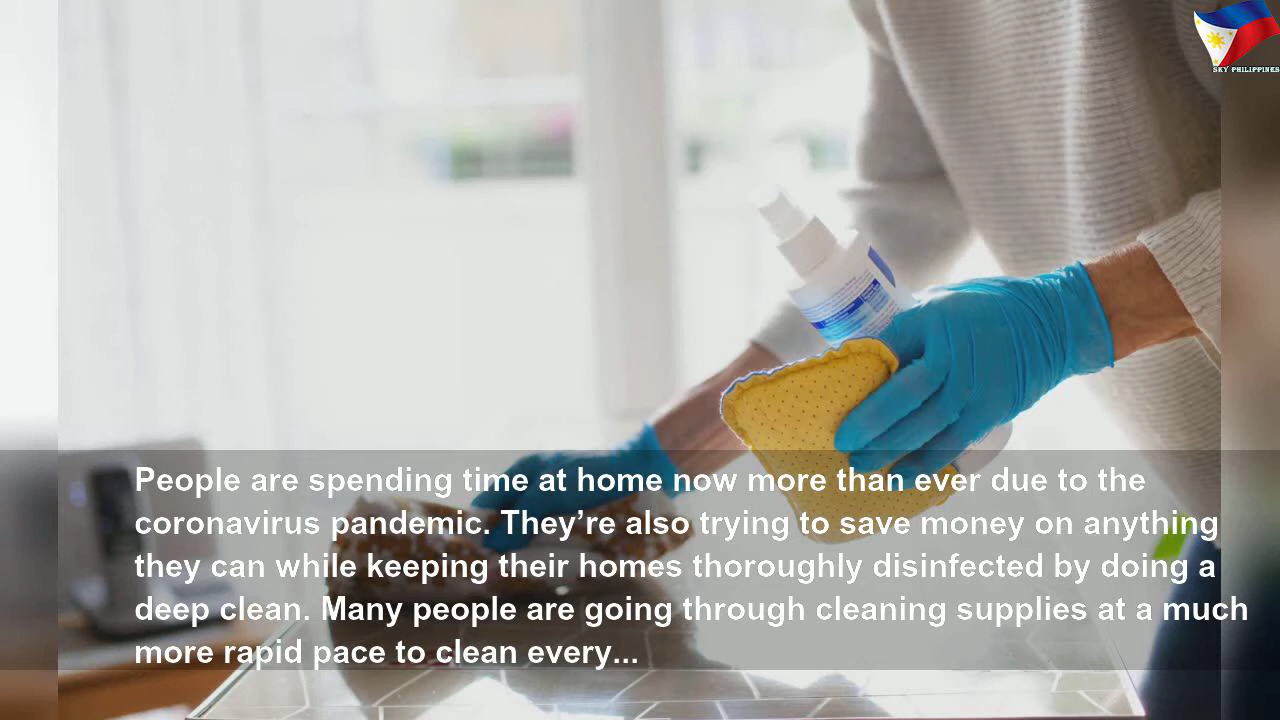 SKY PHILIPPINES
People are spending time at home now more than ever due to the
coronavirus pandemic. They’re also trying to save money on anything
they can while keeping their homes thoroughly disinfected by doing a
deep clean. Many people are going through cleaning supplies at a much
more rapid pace to clean every...